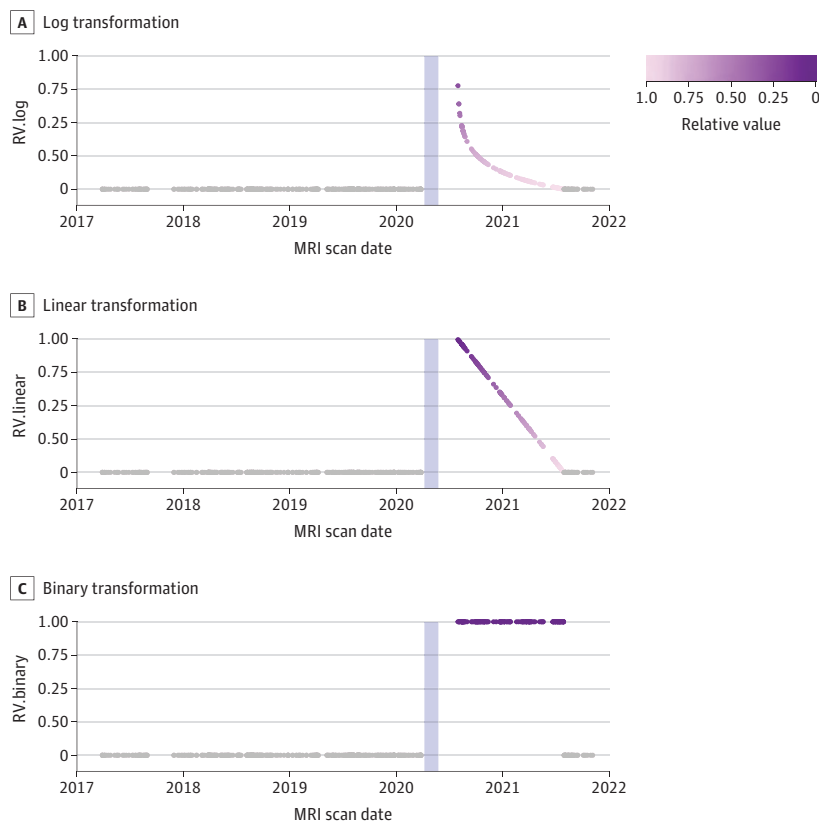 A Log transformation
1.00
0.75
0.25
0.50
0
RV.log
2017 2018 2019 2020 2021 2022
MRI scan date
1.0 0.75 0.50 0.25 0
Relative value
B Linear transformation
1.00
0.75
0.25
0.50
0
RV.linear
2017 2018 2019 2020 2021 2022
MRI scan date
C Binary transformation
1.00
0.75
0.25
0.50
0
RV.binary
2017 2018 2019 2020 2021 2022
MRI scan date